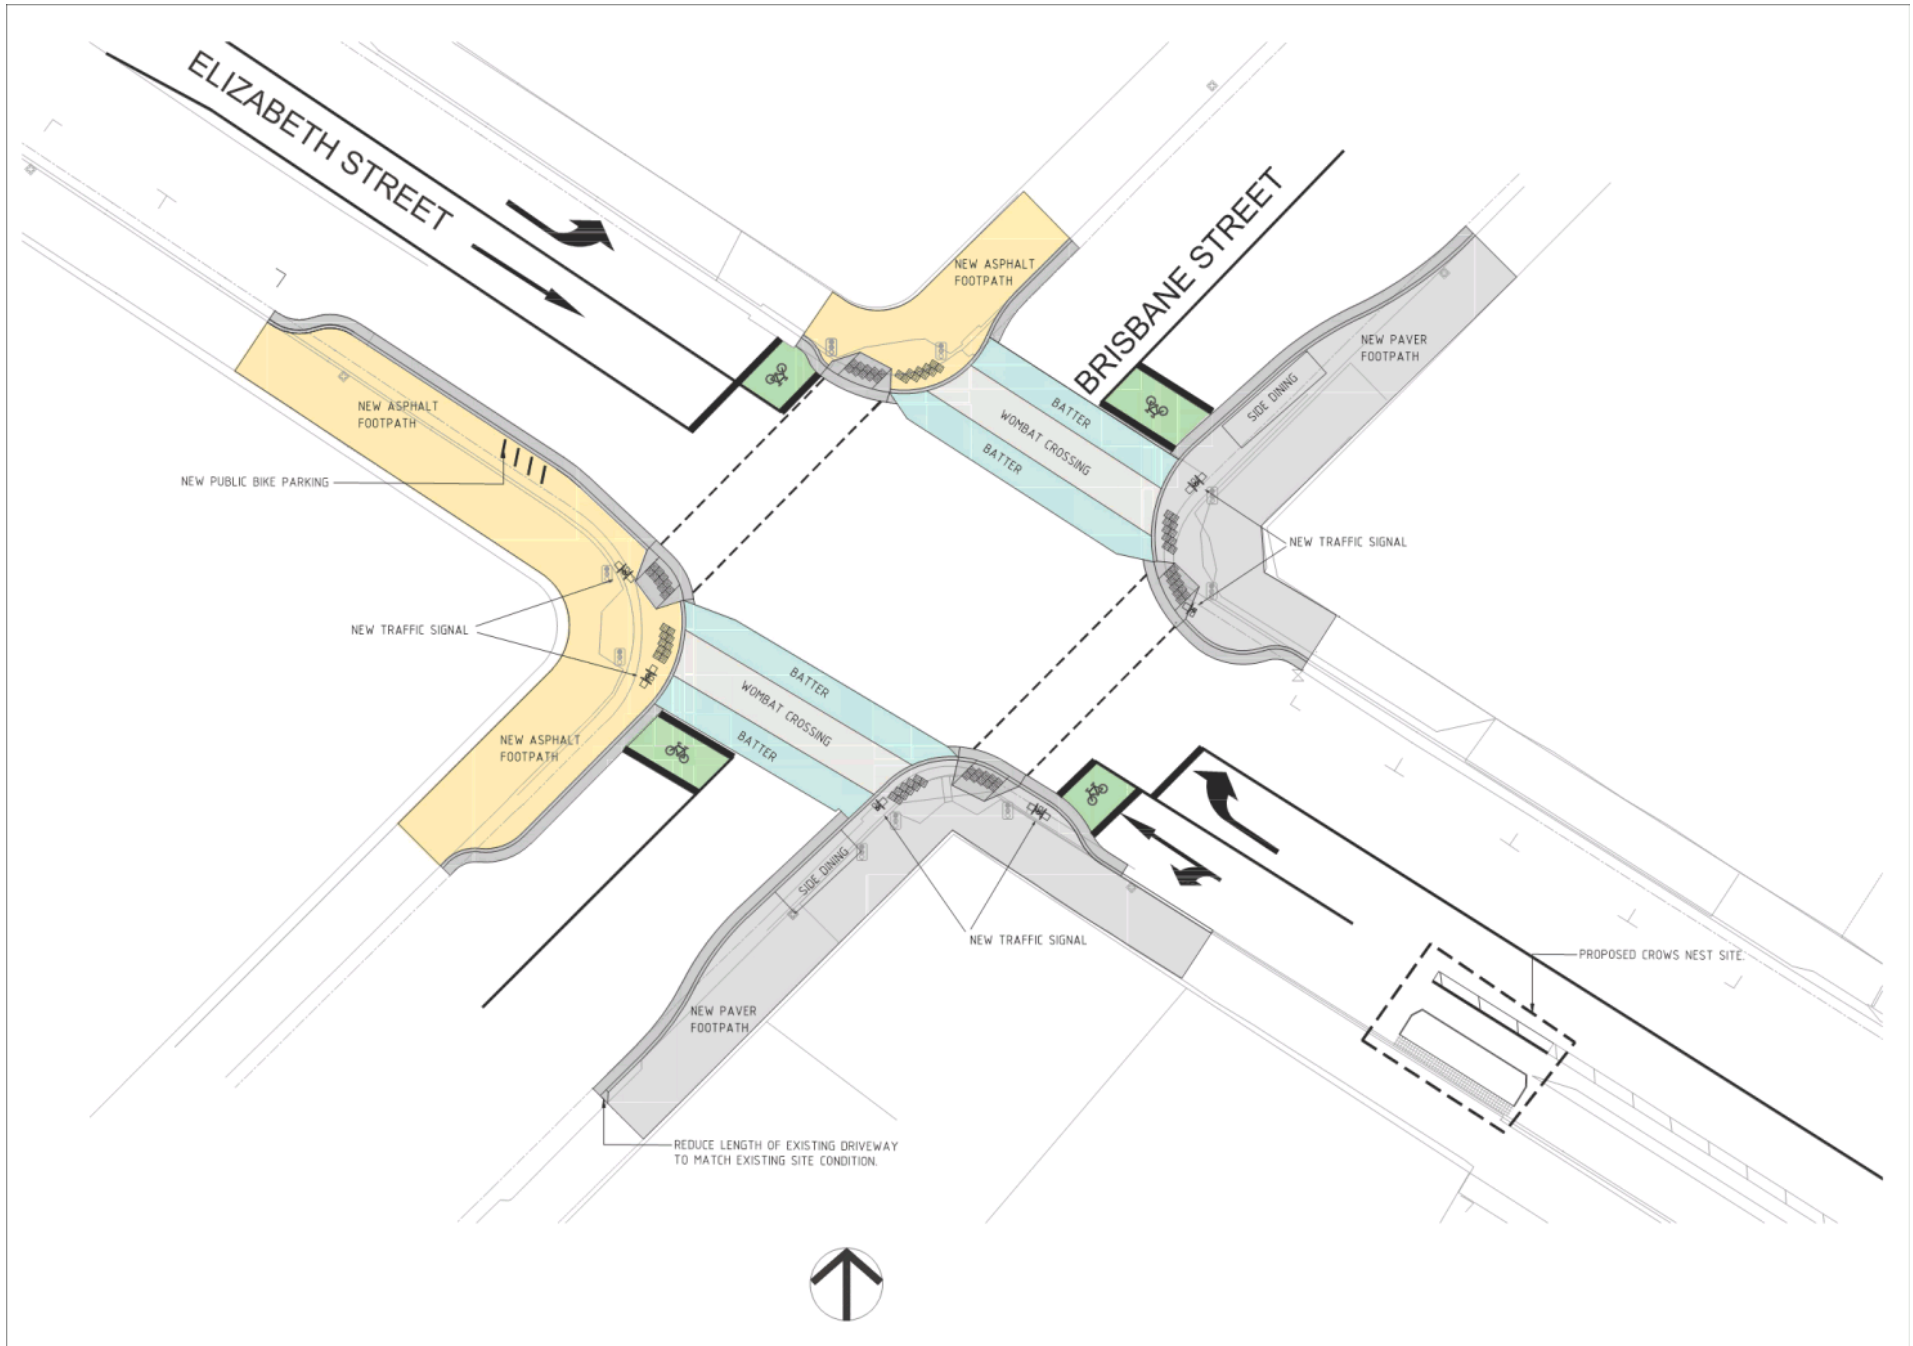 ELIZABETH STREET
BRISBANE STREET
NEW ASPHALT
FOOTPATH
NEW PAVER
FOOTPATH
SIDE DINING
BATTER
WOMBAT CROSSING
BATTER
NEW ASPHALT
FOOTPATH
NEW PUBLIC BIKE PARKING
NEW TRAFFIC SIGNAL
NEW TRAFFIC SIGNAL
BATTER
WOMBAT CROSSING
BATTER
NEW ASPHALT
FOOTPATH
SIDE DINING
NEW TRAFFIC SIGNAL
PROPOSED CROWS NEST SITE.
NEW PAVER
FOOTPATH
REDUCE LENGTH OF EXISTING DRIVEWAY
TO MATCH EXISTING SITE CONDITION.